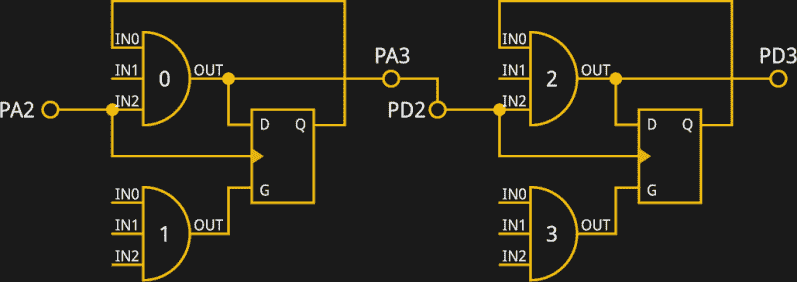 IN0
IN1
IN2
0
OUT
PA2
PA3
PD2
D
Q
G
IN0
IN1
IN2
1
OUT
IN0
IN1
IN2
2
OUT
PD3
D
Q
G
IN0
IN1
IN2
3
OUT